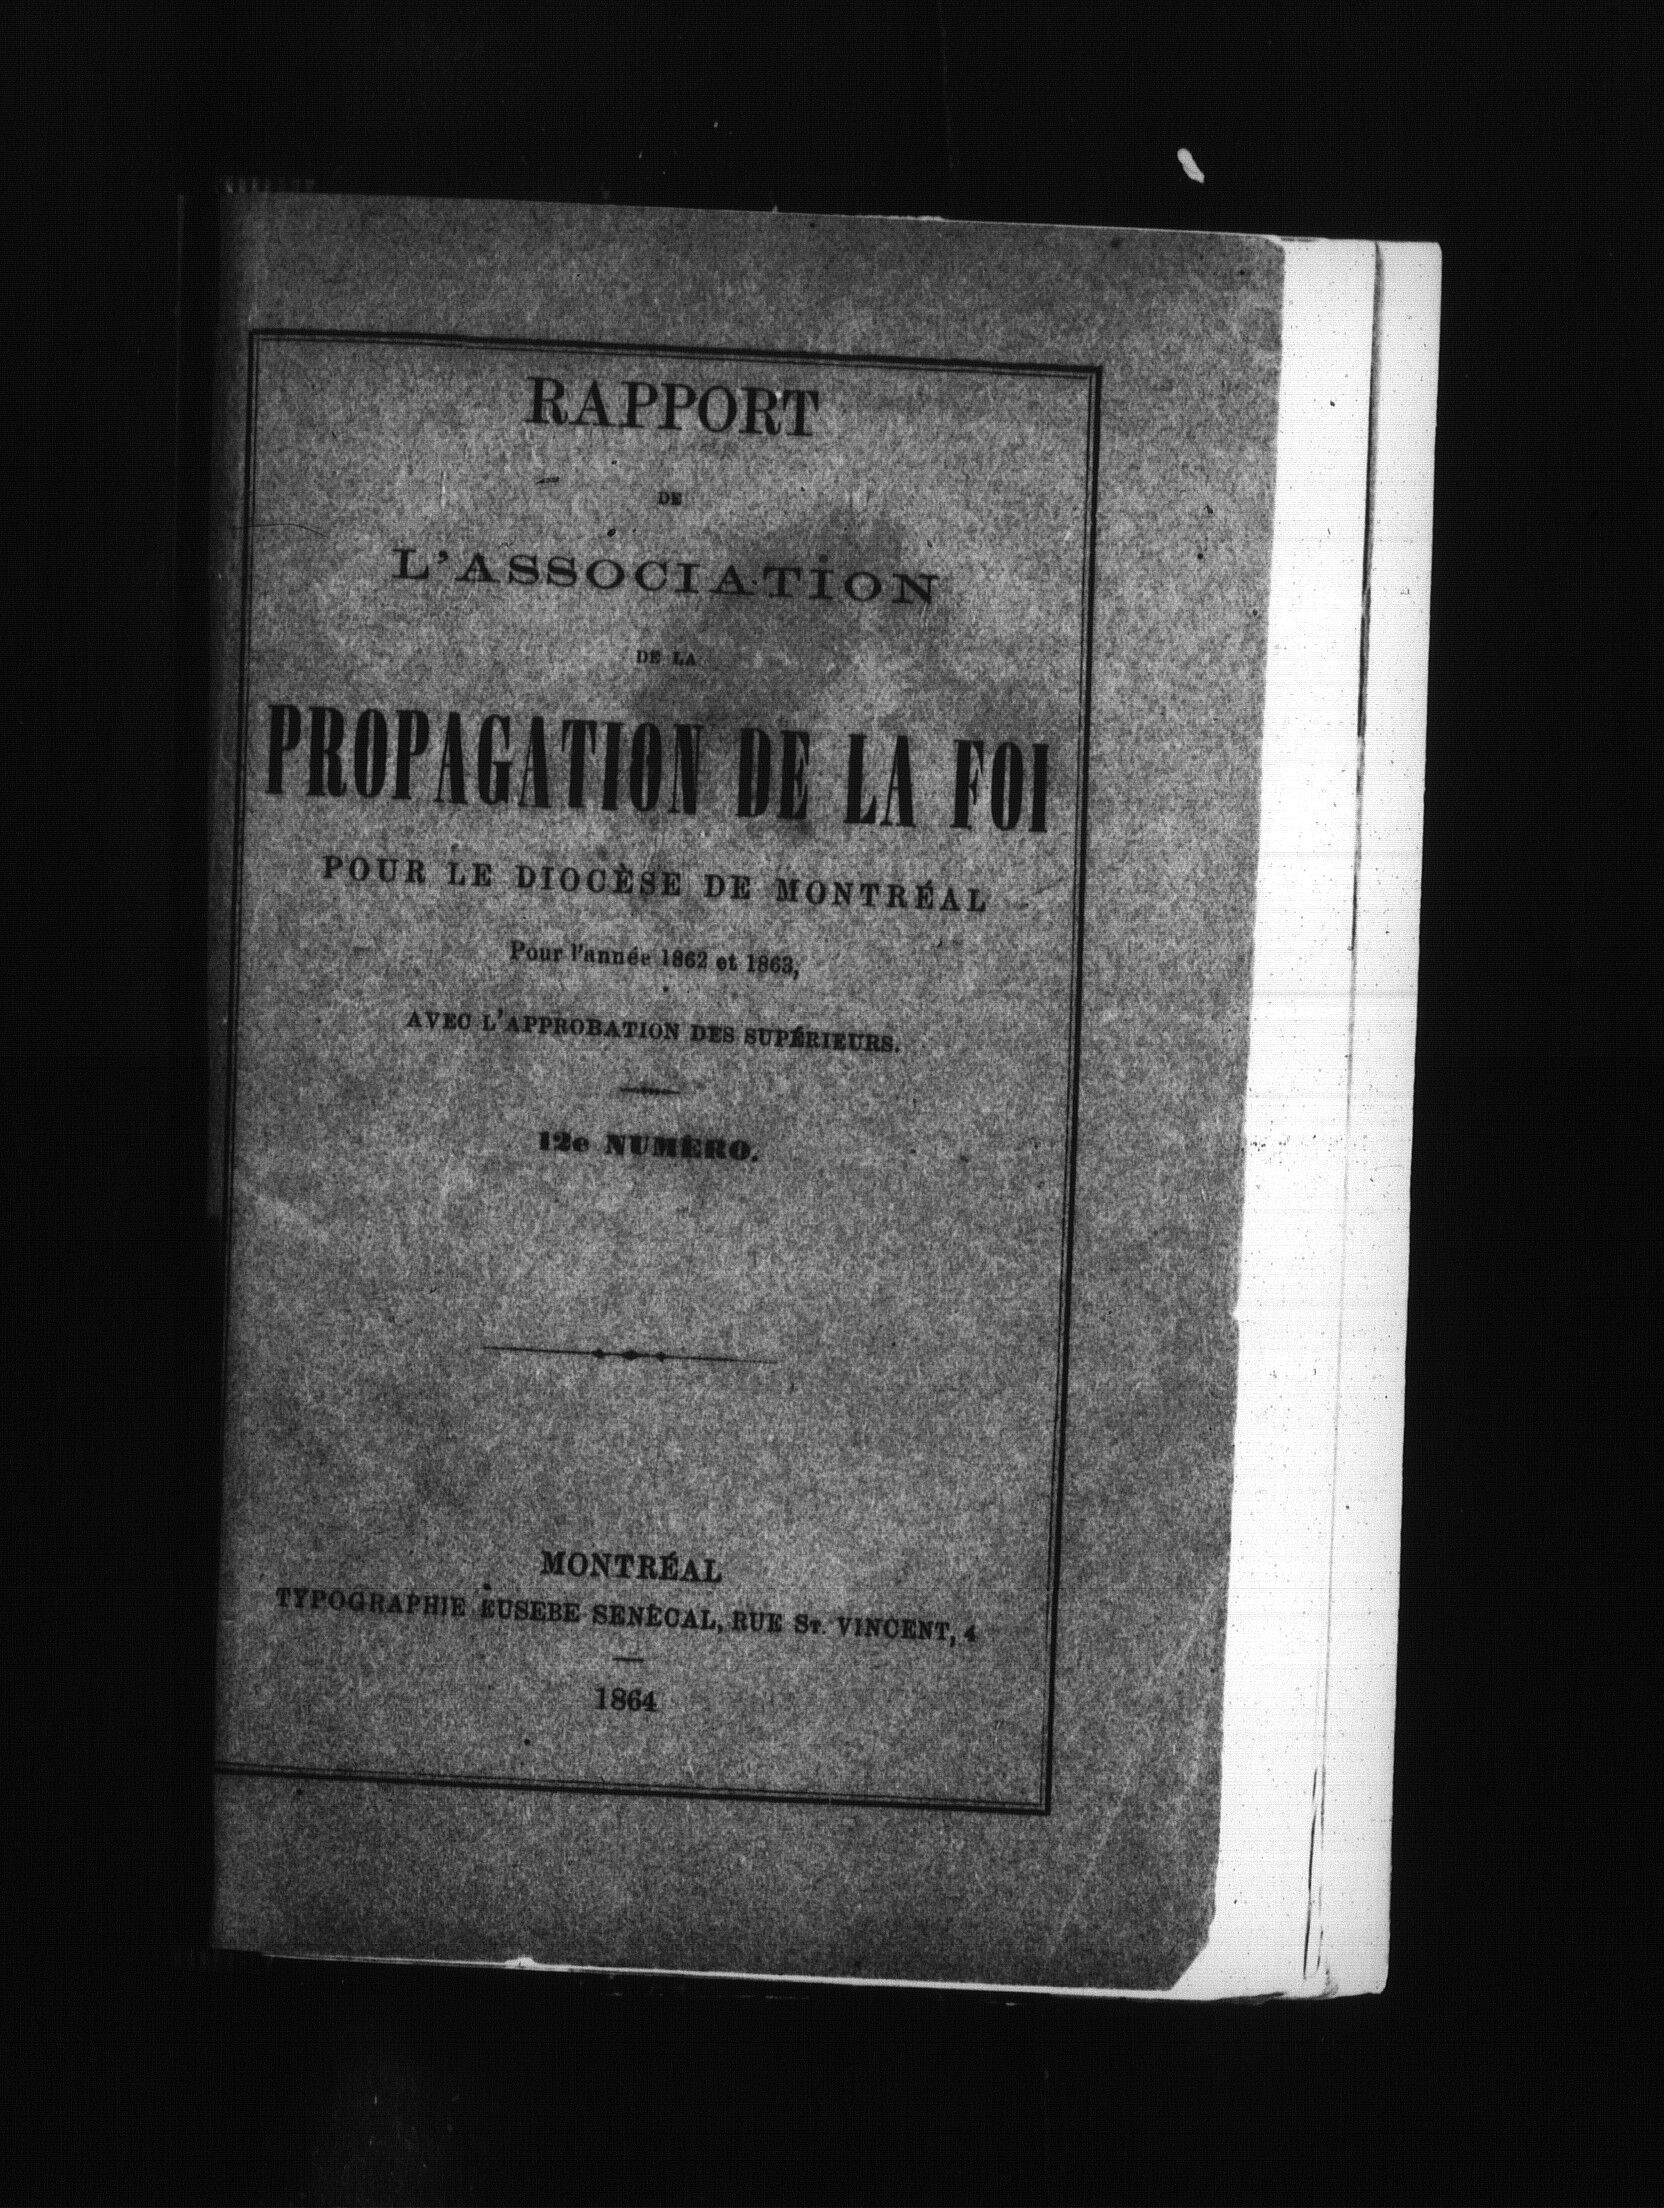 RAPPORT
DE
L'ASSOCIATION
DE LA
PROPAGATION DE LA FOI
POUR LE DIOCÈSE DE MONTRÉAL
Pour l'année 1862 et 1863,
AVEC L'APPROBATION DES SUPÉRIEURS.
12e NUMÉRO.
MONTRÉAL
TYPOGRAPHIE EUSEBE SENÉCAL, RUE ST. VINCENT, 4
1864